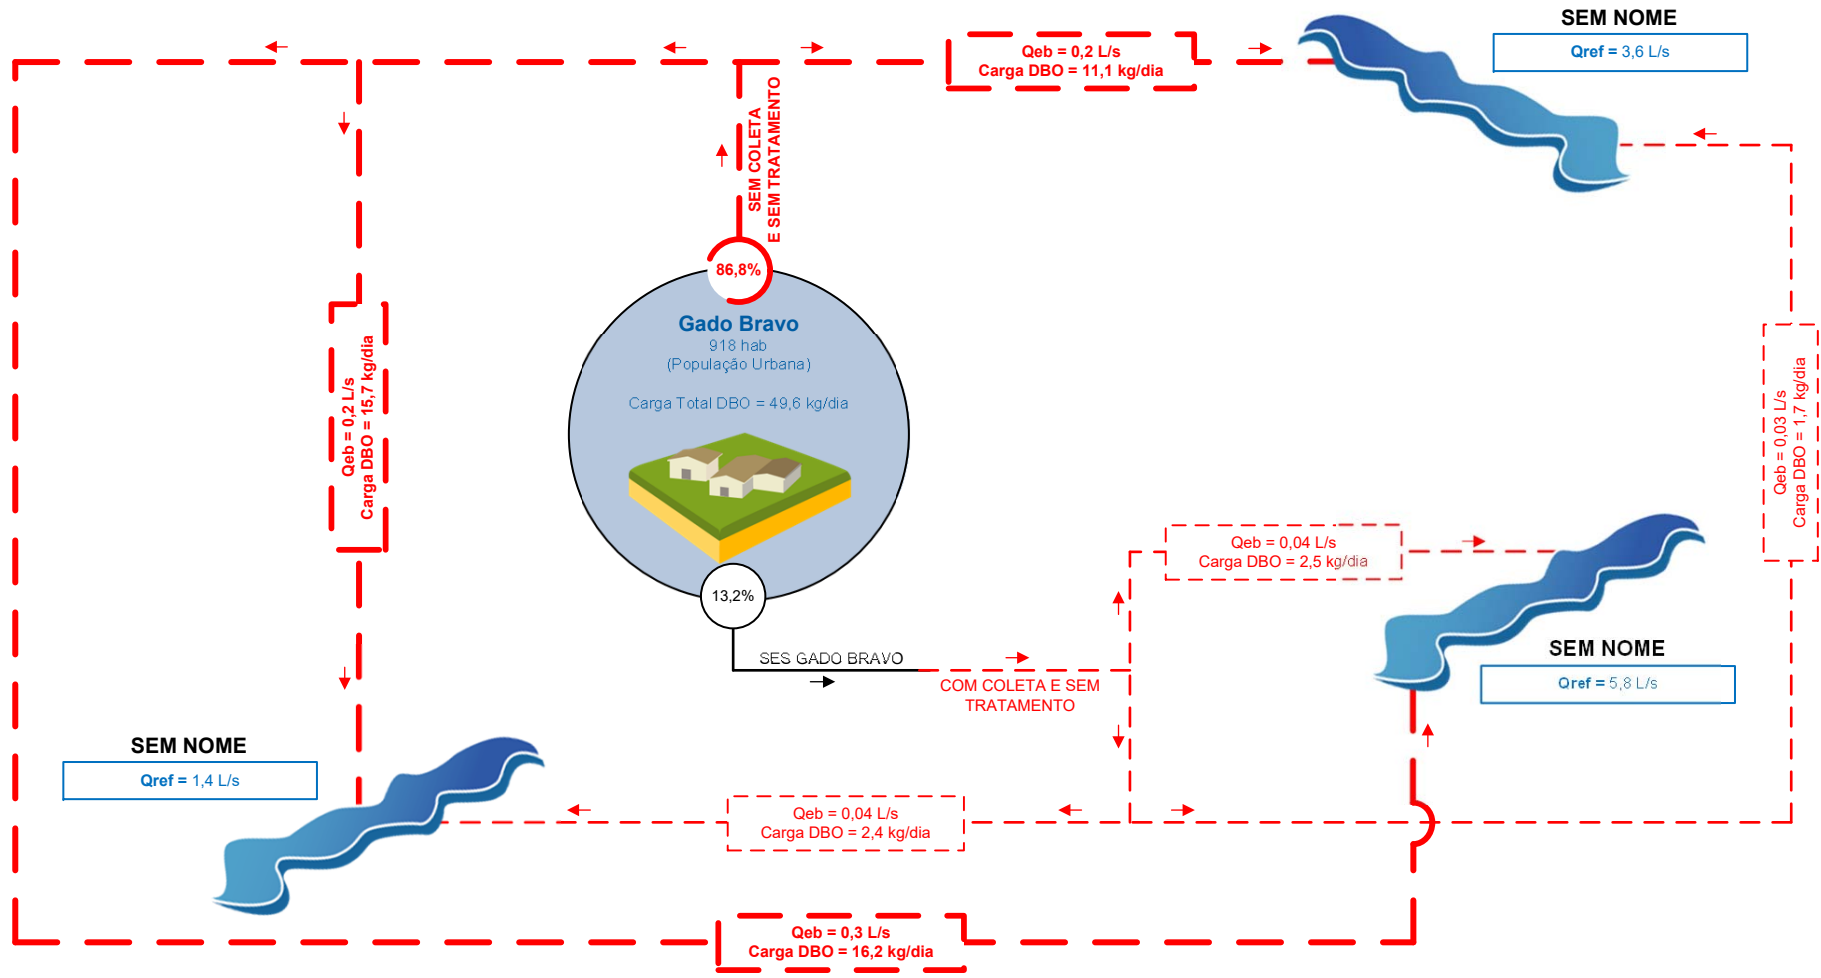 SEM NOME
Qref = 3,6 L/s
Qeb = 0,2 L/s
Carga DBO = 11,1 kg/dia
SEM COLETA
E SEM TRATAMENTO
86,8%
Gado Bravo
918 hab
(População Urbana)
Carga Total DBO = 49,6 kg/dia
Qeb = 0,2 L/s
Carga DBO = 15,7 kg/dia
Qeb = 0,03 L/s
Carga DBO = 1,7 kg/dia
Qeb = 0,04 L/s
Carga DBO = 2,5 kg/dia
13,2%
SES GADO BRAVO
COM COLETA E SEM
TRATAMENTO
SEM NOME
Qref = 5,8 L/s
SEM NOME
Qref = 1,4 L/s
Qeb = 0,04 L/s
Carga DBO = 2,4 kg/dia
Qeb = 0,3 L/s
Carga DBO = 16,2 kg/dia